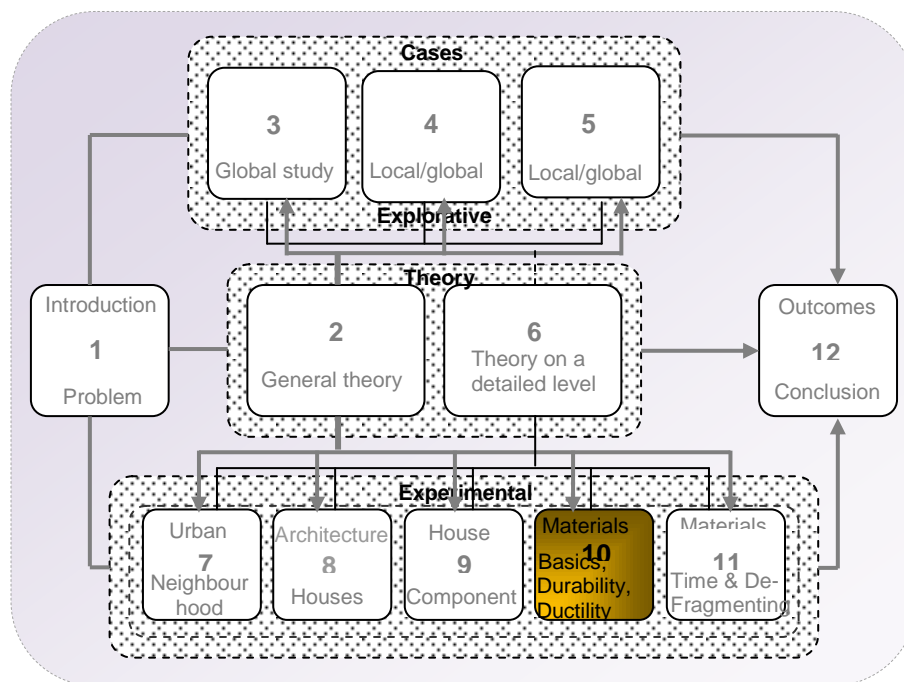 Cases
3
Global study
4
Local/global
5
Local/global
Explorative
Theory
Introduction
1
Problem
2
General theory
6
Theory on a
detailed level
Outcomes
12
Conclusion
Experimental
Urban
7
Neighbour
hood
Architecture
8
Houses
House
9
Component
Materials
10
Basics,
Durability,
Ductility
Materials
11
Time & De-
Fragmenting